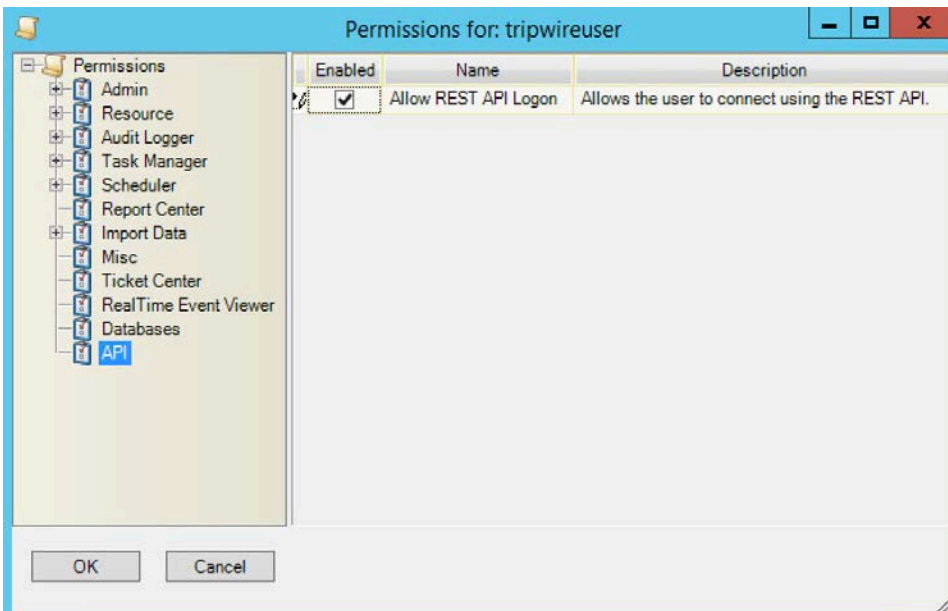 Permissions for: tripwireuser
Permissions
Admin
Resource
Audit Logger
Task Manager
Scheduler
Report Center
Import Data
Misc
Ticket Center
RealTime Event Viewer
Databases
API
Enabled Name Description
Allow REST API Logon Allows the user to connect using the REST API.
OK Cancel